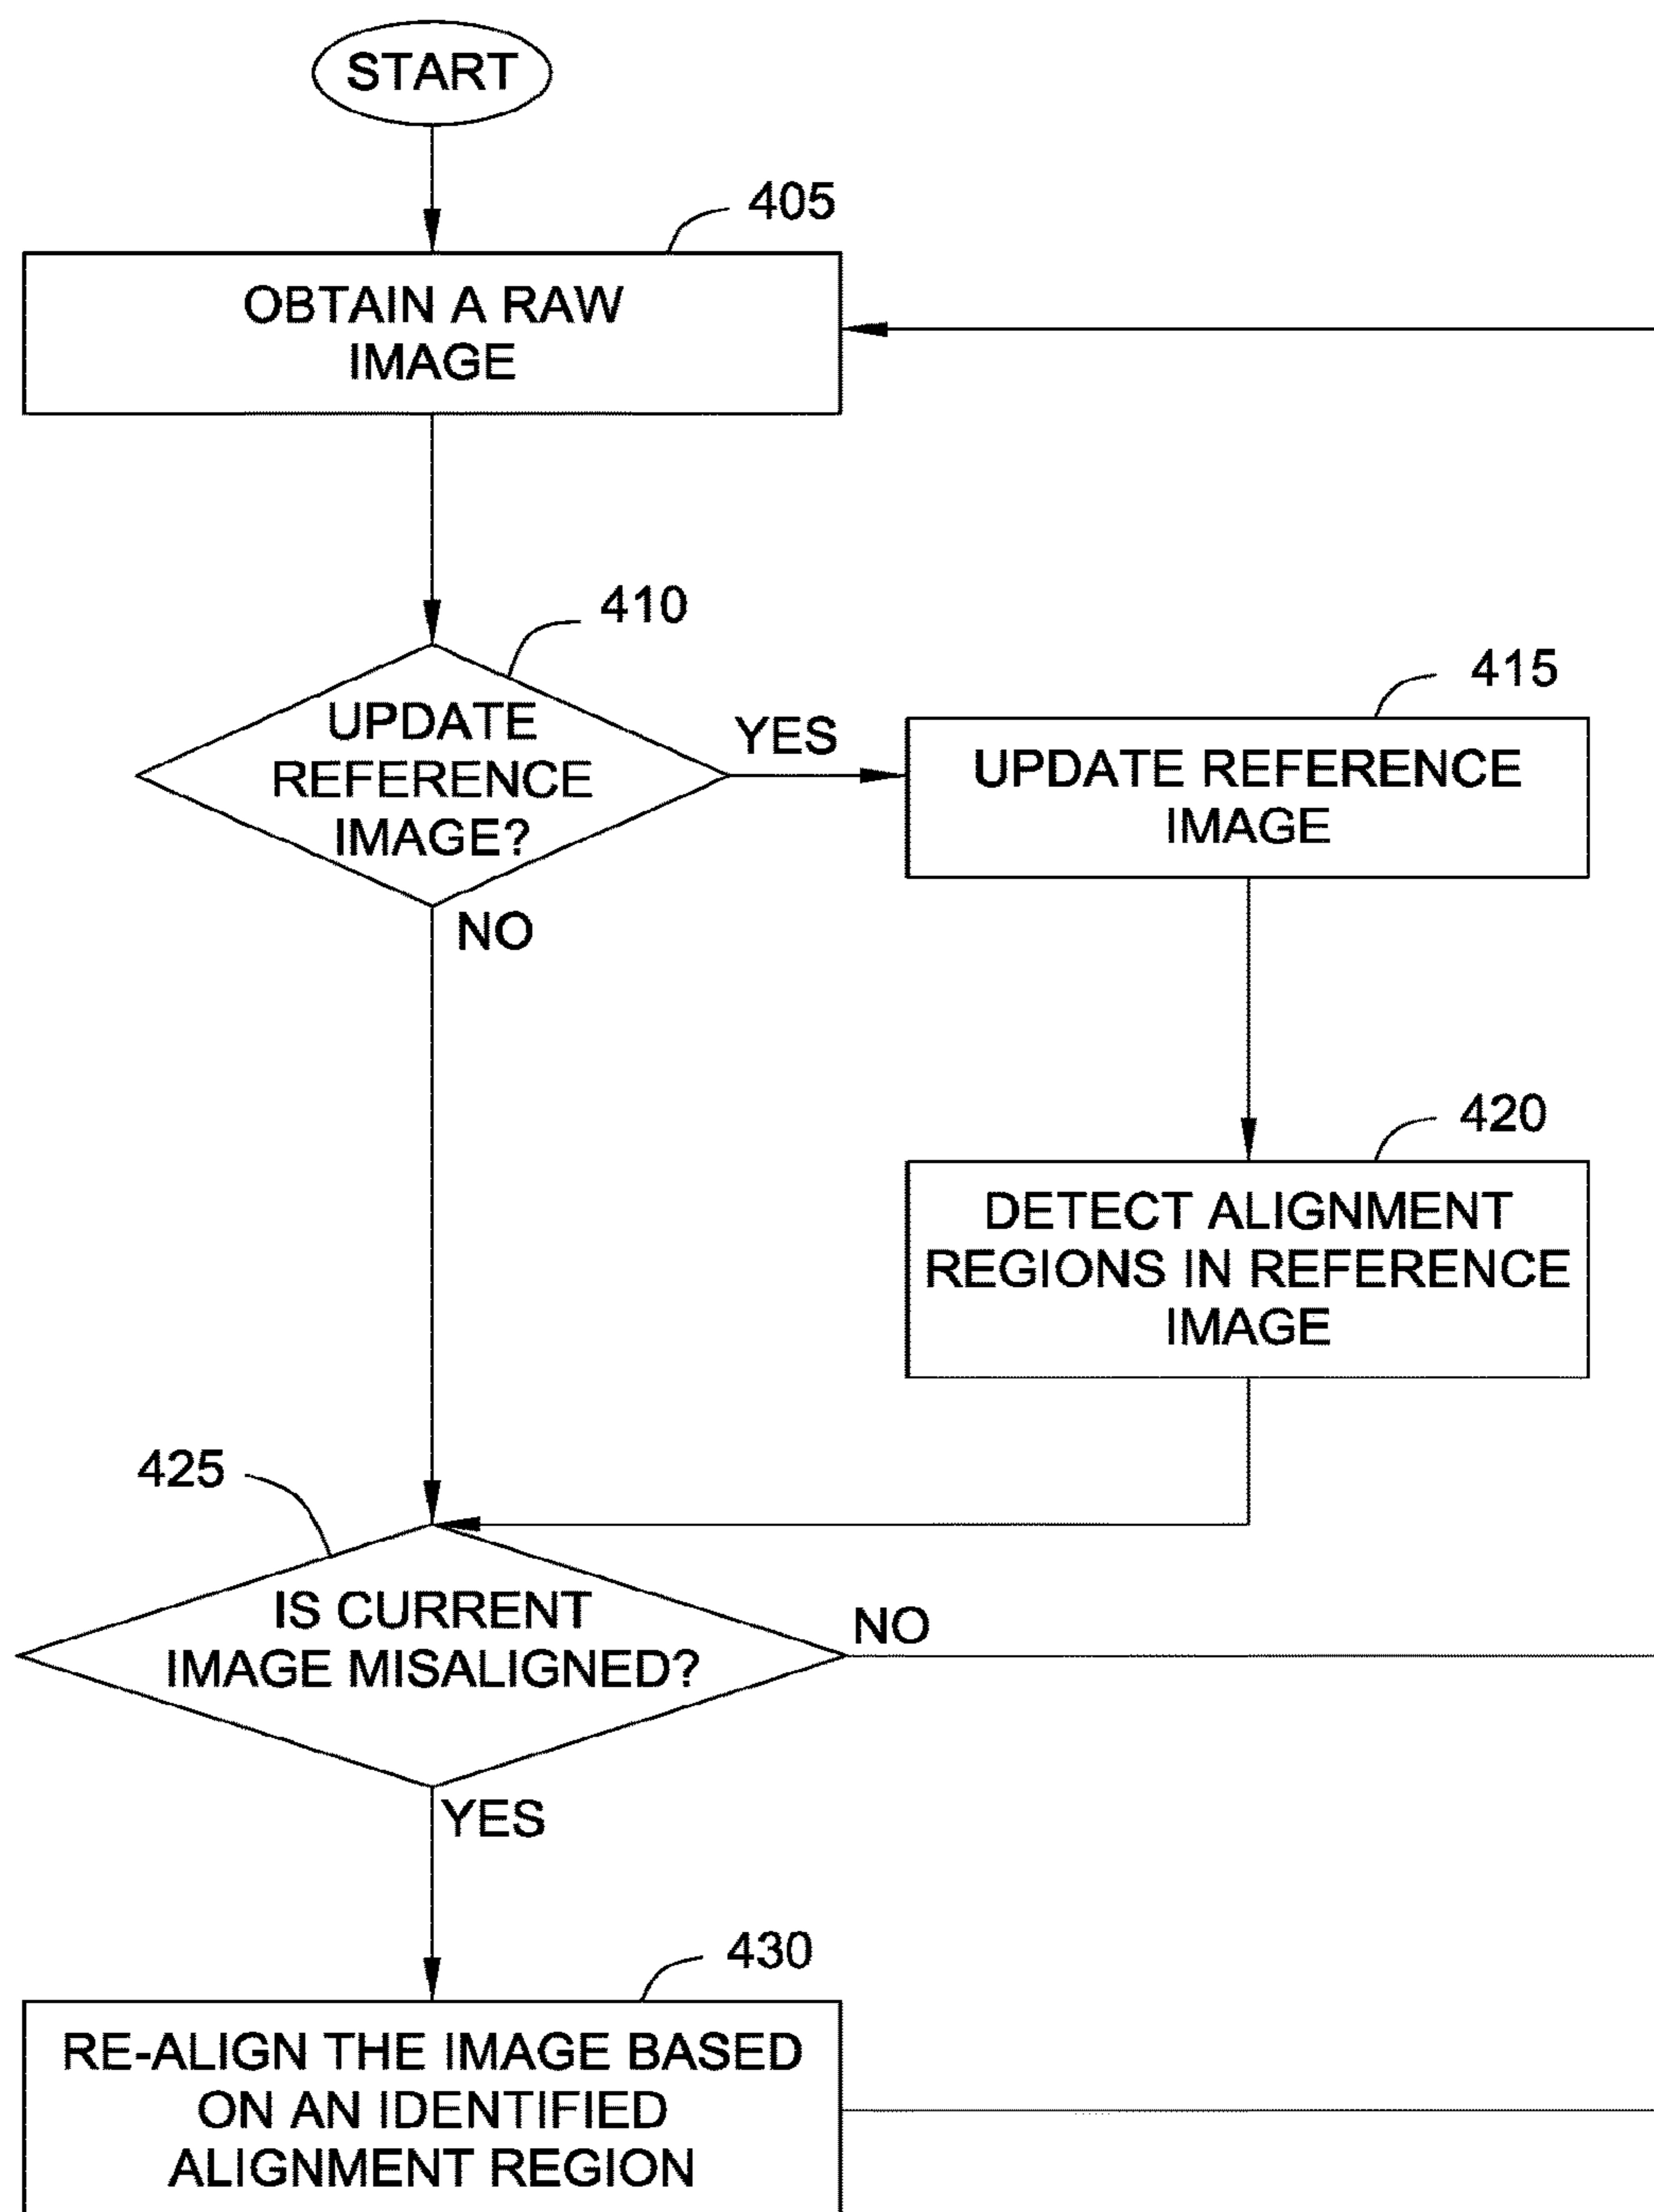 START
405
OBTAIN A RAW
IMAGE
410
UPDATE
REFERENCE
IMAGE?
YES
NO
415
UPDATE REFERENCE
IMAGE
420
DETECT ALIGNMENT
REGIONS IN REFERENCE
IMAGE
425
IS CURRENT
IMAGE MISALIGNED?
NO
YES
430
RE-ALIGN THE IMAGE BASED
ON AN IDENTIFIED
ALIGNMENT REGION